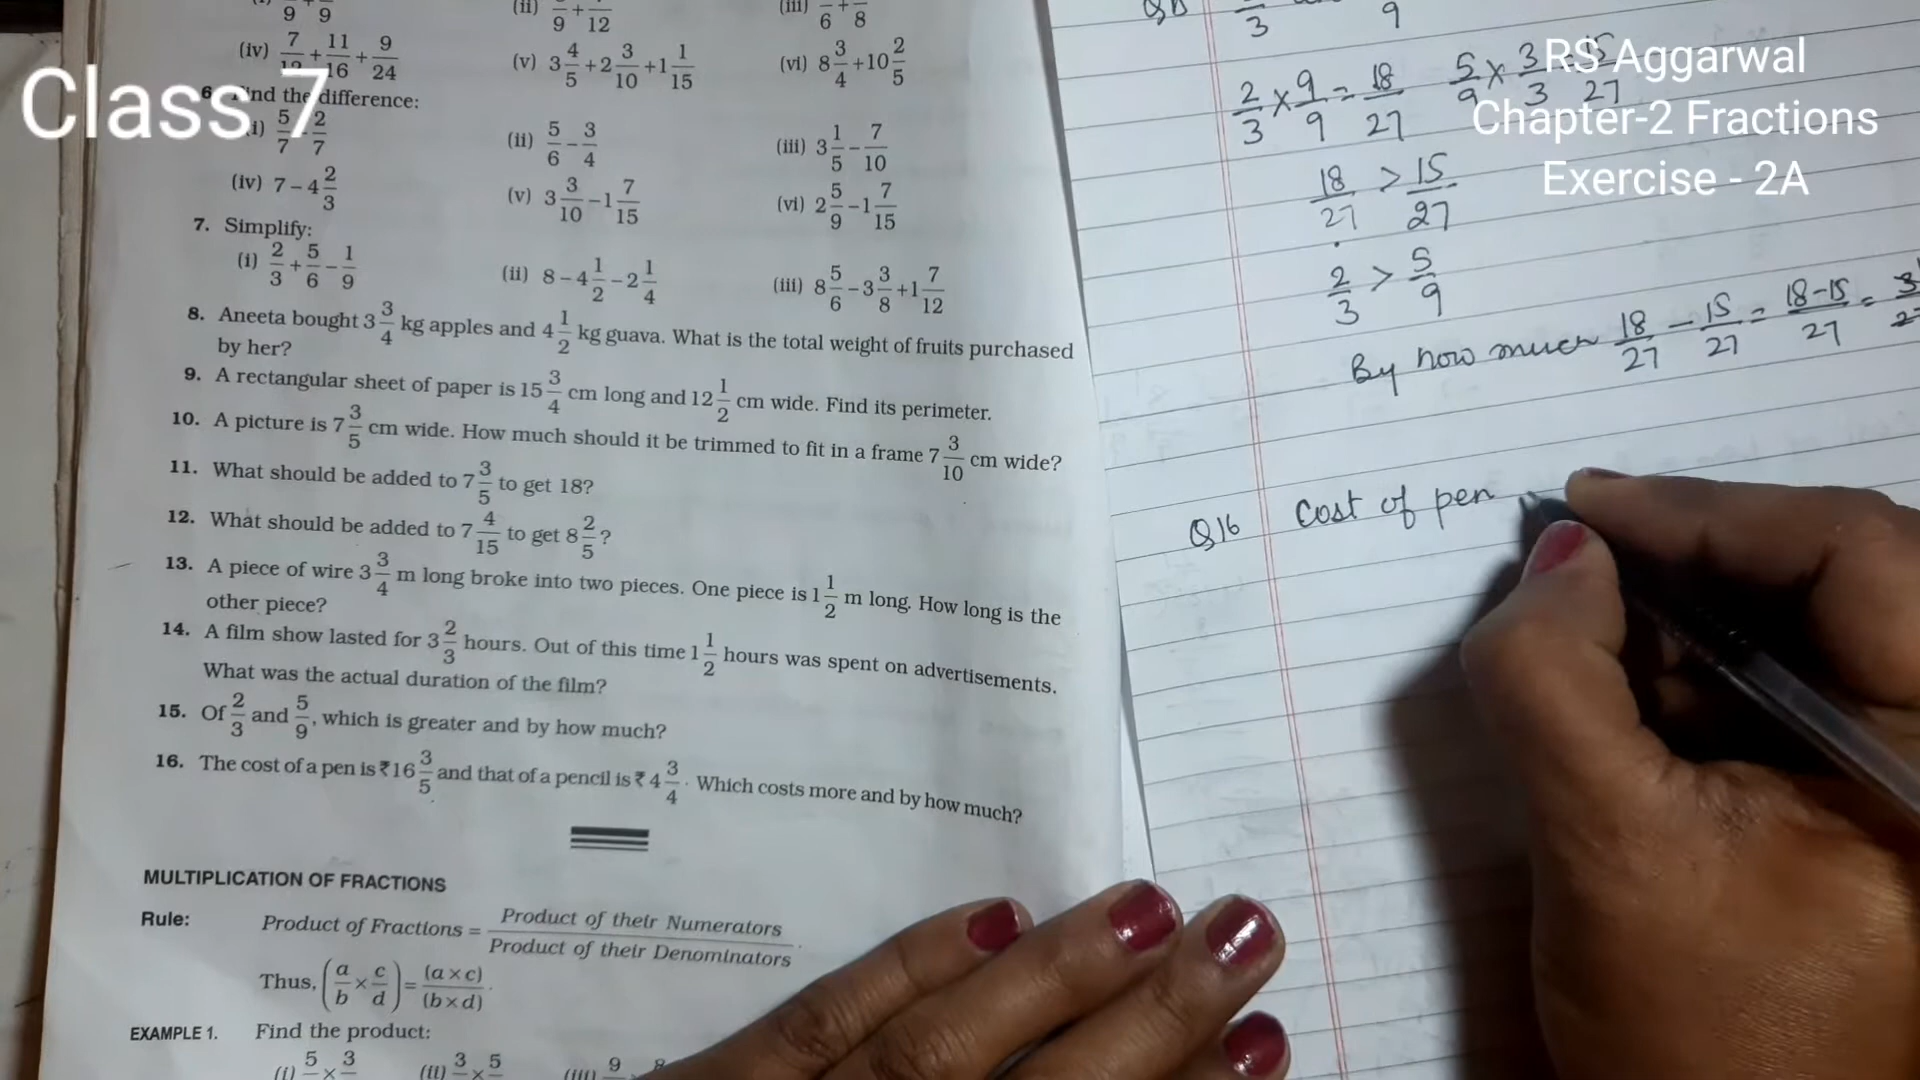 (ii) 9 + 12
(iv) 7/12 + 11/16 + 9/24 (v) 3 4/5 + 2 3/10 + 1 1/15 (vi) 8 3/4 + 10 2/5
Class 7
6. Find the difference:
(i) 5/7 - 2/7 (ii) 5/6 − 3/4 (iii) 3 1/5 − 7/10
(iv) 7 − 4 2/3 (v) 3 3/10 − 1 7/15 (vi) 2 5/9 − 1 7/15
7. Simplify:
(i) 2/3 + 5/6 − 1/9 (ii) 8 − 4 1/2 − 2 1/4 (iii) 8 5/6 − 3 3/8 + 1 7/12
8. Aneeta bought 3 3/4 kg apples and 4 1/2 kg guava. What is the total weight of fruits purchased
by her?
9. A rectangular sheet of paper is 15 3/4 cm long and 12 1/2 cm wide. Find its perimeter.
10. A picture is 7 3/5 cm wide. How much should it be trimmed to fit in a frame 7 3/10 cm wide?
11. What should be added to 7 3/5 to get 18?
12. What should be added to 7 4/15 to get 8 2/5?
13. A piece of wire 3 3/4 m long broke into two pieces. One piece is 1 1/2 m long. How long is the
other piece?
14. A film show lasted for 3 2/3 hours. Out of this time 1 1/2 hours was spent on advertisements.
What was the actual duration of the film?
15. Of 2/3 and 5/9, which is greater and by how much?
16. The cost of a pen is ₹16 3/5 and that of a pencil is ₹4 3/4. Which costs more and by how much?
MULTIPLICATION OF FRACTIONS
Rule: Product of Fractions = Product of their Numerators / Product of their Denominators.
Thus, (a/b × c/d) = (a×c)/(b×d).
EXAMPLE 1. Find the product:
(i) 5 × 3 (ii) 3 × 5 (iii) 9 8
RS Aggarwal
Chapter-2 Fractions
Exercise - 2A
2/3 × 9/9 = 18/27 5/9 × 3/3 = 15/27
18/27 > 15/27
2/3 > 5/9
By how much 18/27 − 15/27 = 18-15/27 =
Q16 Cost of pen